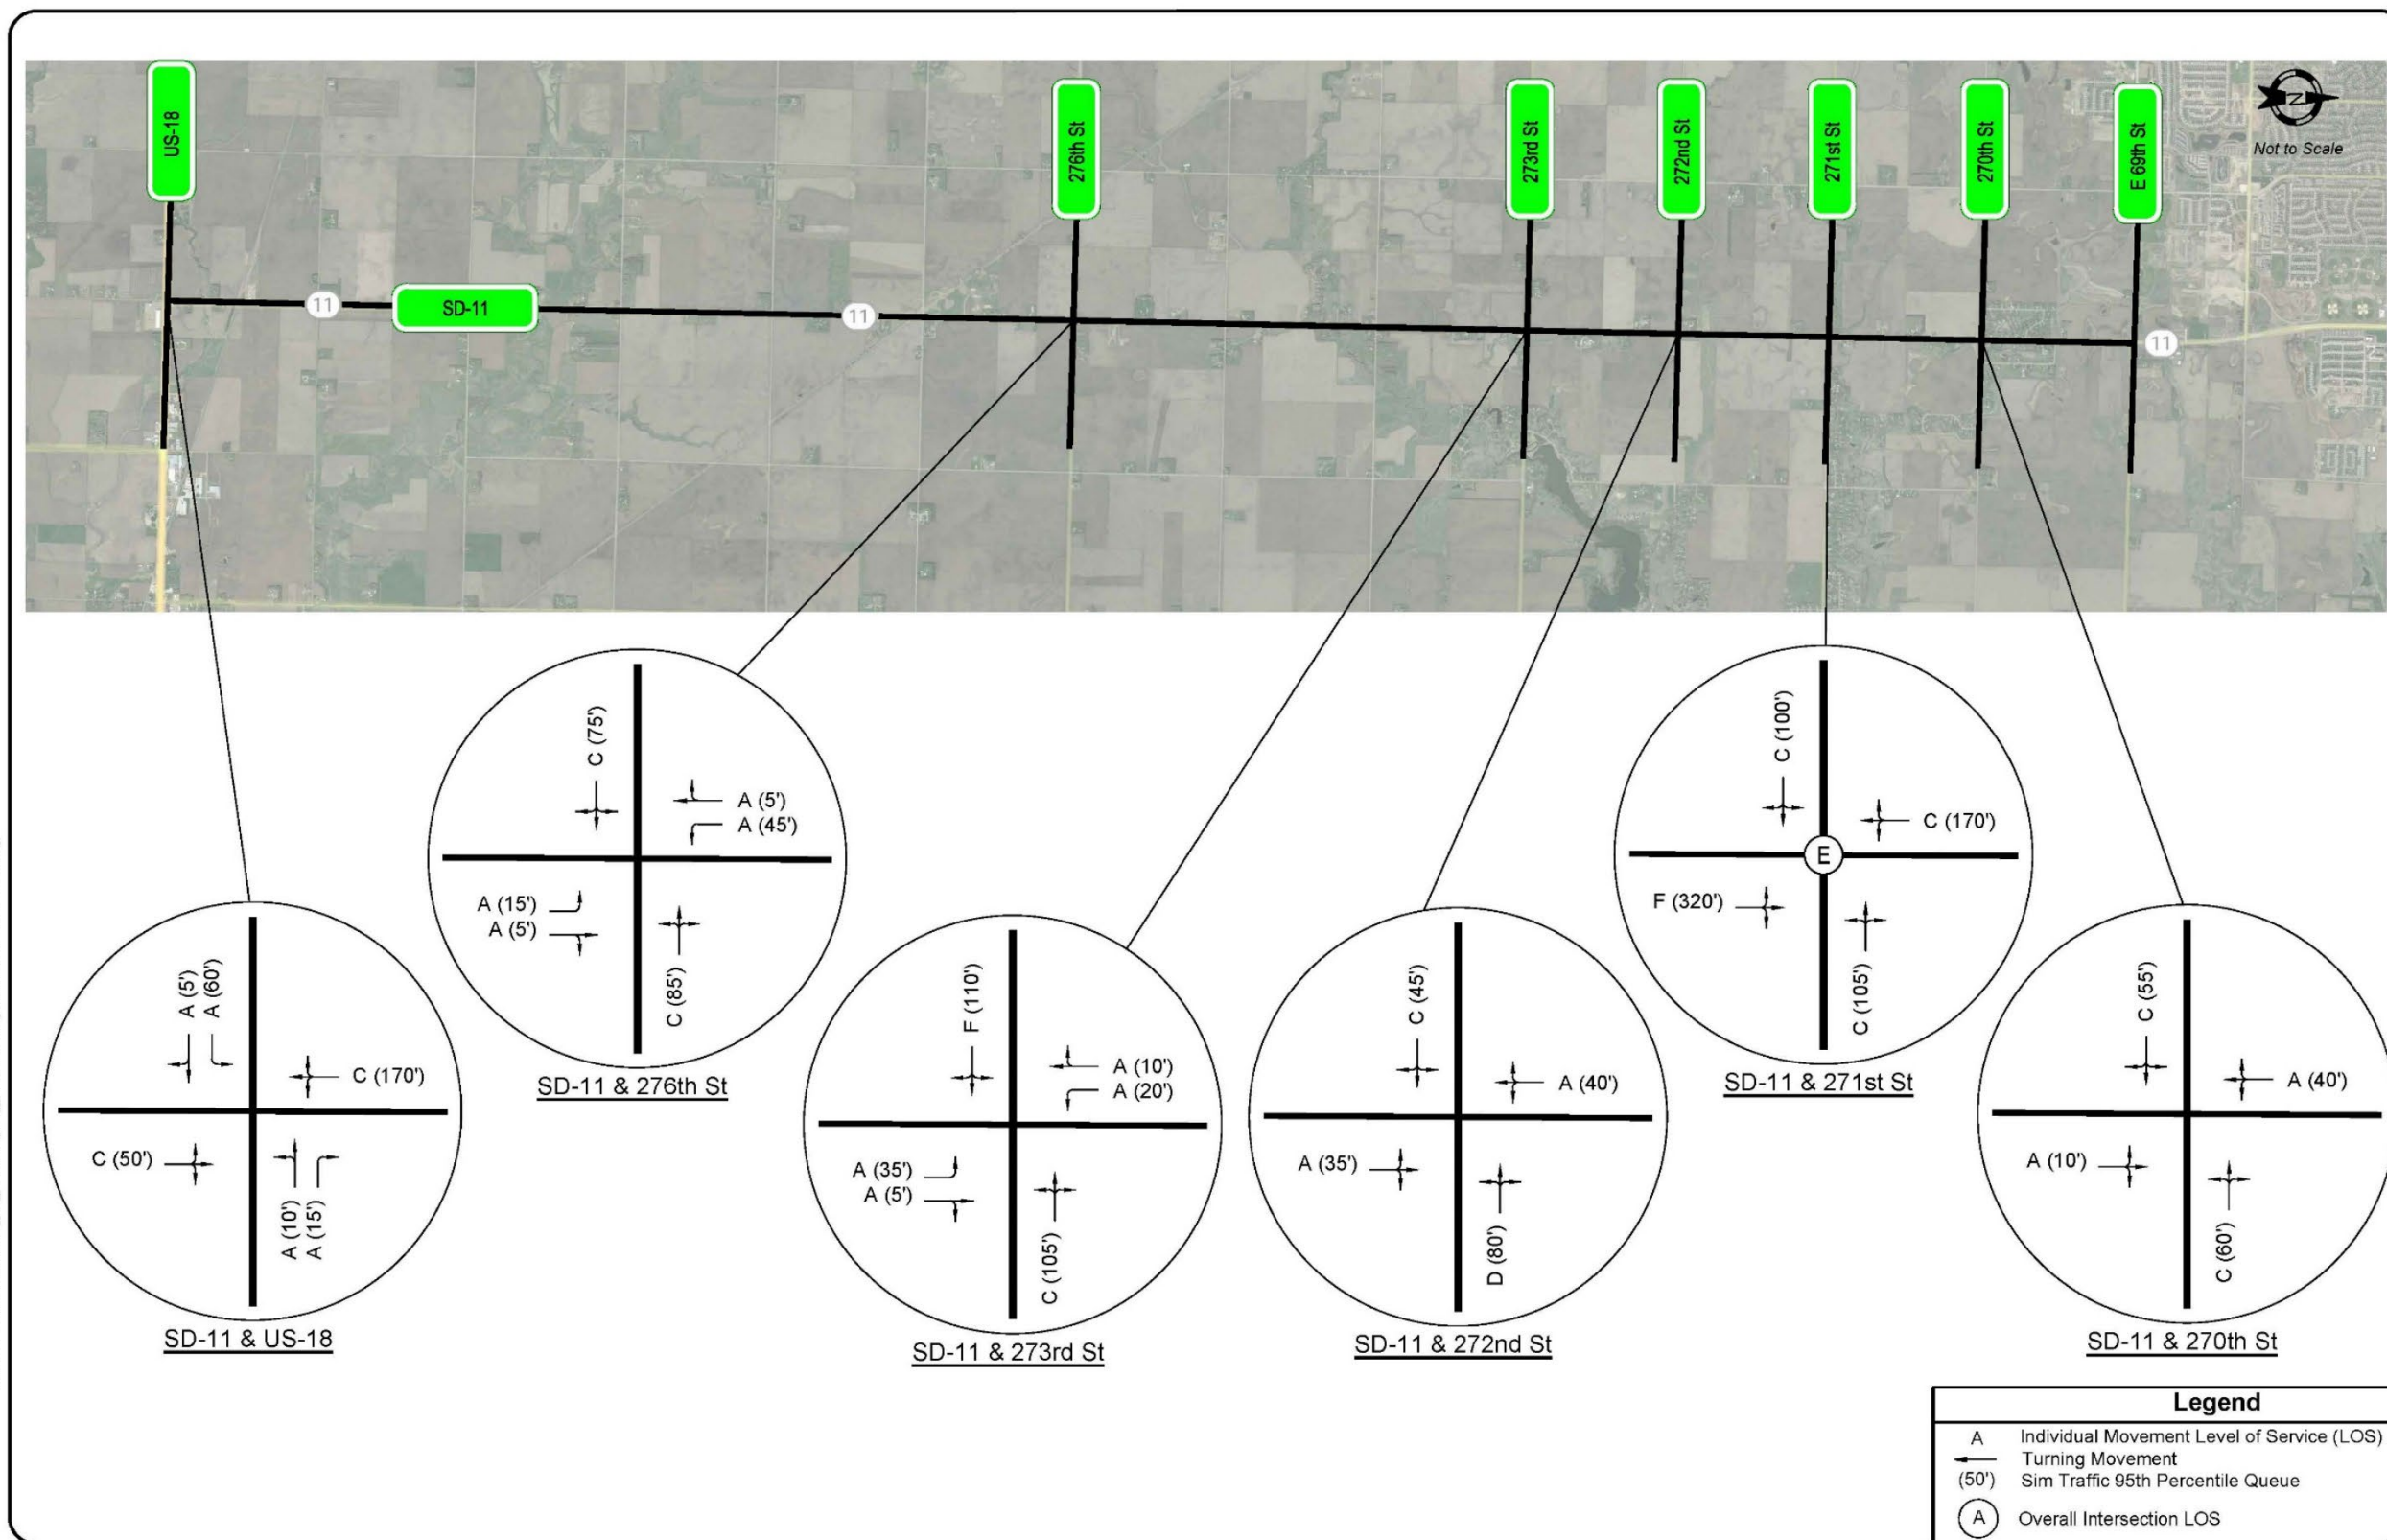 US-18
276th St
273rd St
272nd St
271st St
270th St
E 69th St
N
Not to Scale
11
SD-11
11
11
A (5')
A (60')
C (170')
C (50')
A (10')
A (15')
SD-11 & US-18
C (75')
A (5')
A (45')
A (15')
A (5')
C (85')
SD-11 & 276th St
F (110')
A (10')
A (20')
A (35')
A (5')
C (105')
SD-11 & 273rd St
C (45')
A (40')
A (35')
D (80')
SD-11 & 272nd St
C (100')
C (170')
E
F (320')
C (105')
SD-11 & 271st St
C (55')
A (40')
A (10')
C (60')
SD-11 & 270th St
Legend
A Individual Movement Level of Service (LOS)
Turning Movement
(50') Sim Traffic 95th Percentile Queue
A Overall Intersection LOS